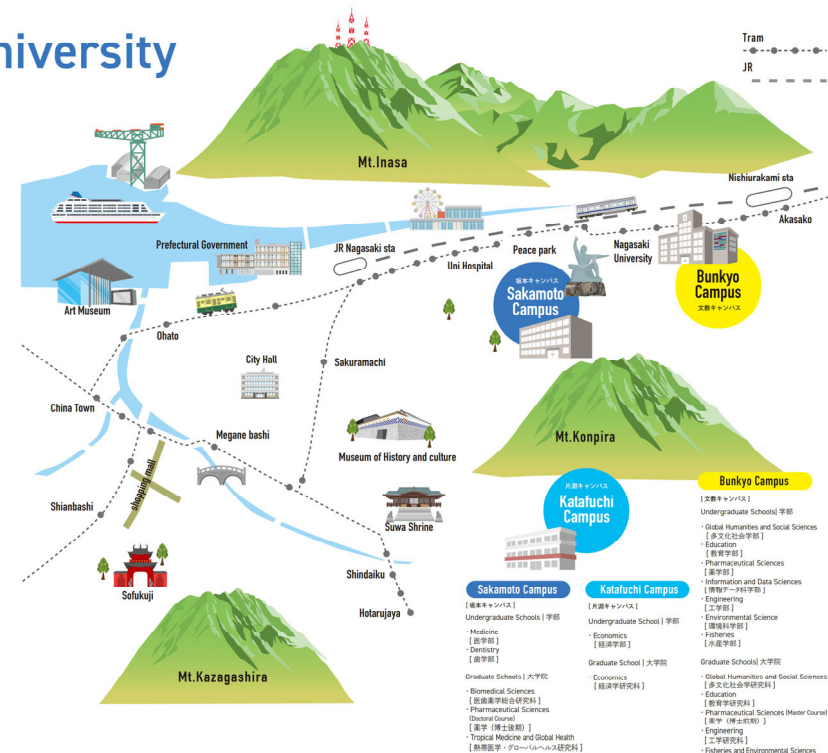 niversity
Tram
JR
Mt.Inasa
Nishiurakami sta
Akasako
Prefectural Government
JR Nagasaki sta
Uni Hospital
Peace park
Nagasaki
University
坂本キャンパス
Sakamoto
Campus
Bunkyo
Campus
文教キャンパス
Art Museum
Ohato
City Hall
Sakuramachi
China Town
Megane bashi
Museum of History and culture
Mt.Konpira
shopping mall
Shianbashi
Suwa Shrine
片淵キャンパス
Katafuchi
Campus
Sofukuji
Shindaiku
Hotarujaya
Mt.Kazagashira
Sakamoto Campus
[坂本キャンパス]
Undergraduate Schools | 学部
・Medicine
[医学部]
・Dentistry
[歯学部]
Graduate Schools | 大学院
・Biomedical Sciences
[医歯薬学総合研究科]
・Pharmaceutical Sciences
(Doctoral Course)
[薬学（博士後期）]
・Tropical Medicine and Global Health
[熱帯医学・グローバルヘルス研究科]
Katafuchi Campus
[片淵キャンパス]
Undergraduate School | 学部
・Economics
[経済学部]
Graduate School | 大学院
・Economics
[経済学研究科]
Bunkyo Campus
[文教キャンパス]
Undergraduate Schools| 学部
・Global Humanities and Social Sciences
[多文化社会学部]
・Education
[教育学部]
・Pharmaceutical Sciences
[薬学部]
・Information and Data Sciences
[情報データ科学部]
・Engineering
[工学部]
・Environmental Science
[環境科学部]
・Fisheries
[水産学部]
Graduate Schools| 大学院
・Global Humanities and Social Sciences
[多文化社会学研究科]
・Education
[教育学研究科]
・Pharmaceutical Sciences (Master Course)
[薬学（博士前期）]
・Engineering
[工学研究科]
・Fisheries and Environmental Sciences